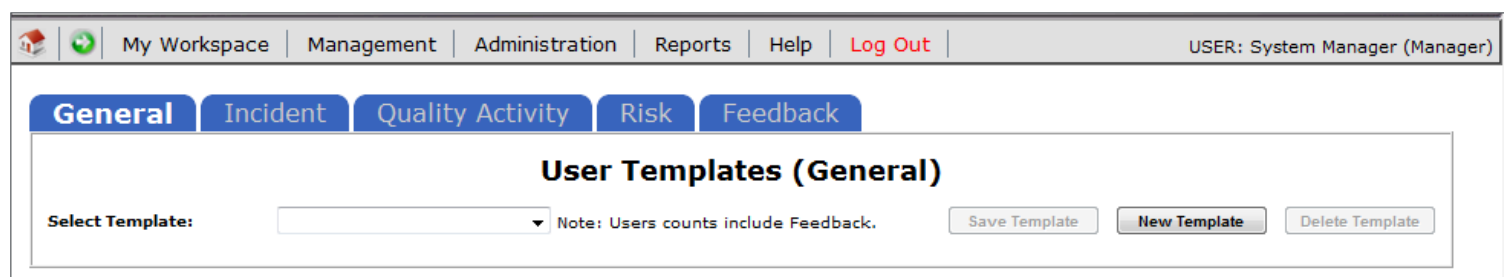 My Workspace Management Administration Reports Help Log Out USER: System Manager (Manager)
General Incident Quality Activity Risk Feedback
User Templates (General)
Select Template: Note: Users counts include Feedback. Save Template New Template Delete Template